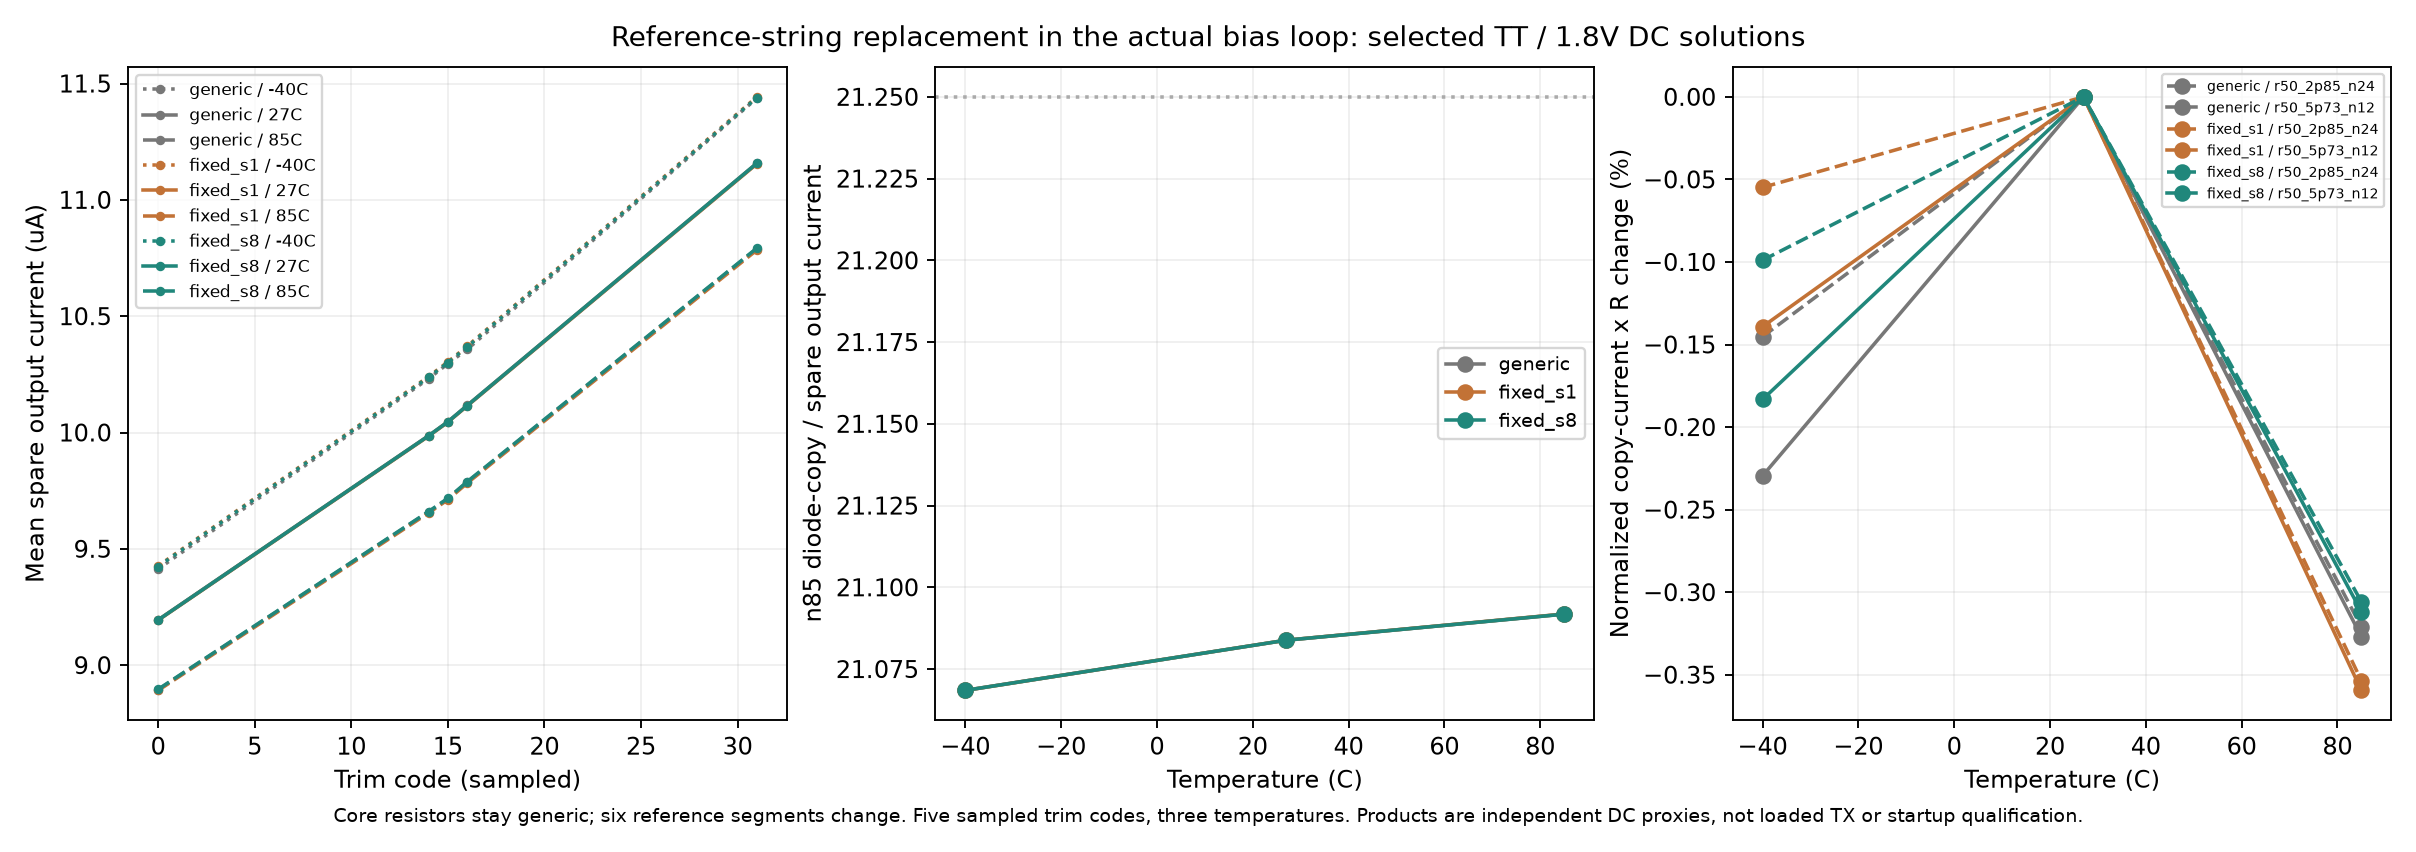 Reference-string replacement in the actual bias loop: selected TT / 1.8V DC solutions
Mean spare output current (uA)
11.5
11.0
10.5
10.0
9.5
9.0
generic / -40C
generic / 27C
generic / 85C
fixed_s1 / -40C
fixed_s1 / 27C
fixed_s1 / 85C
fixed_s8 / -40C
fixed_s8 / 27C
fixed_s8 / 85C
0 5 10 15 20 25 30
Trim code (sampled)
n85 diode-copy / spare output current
21.250
21.225
21.200
21.175
21.150
21.125
21.100
21.075
generic
fixed_s1
fixed_s8
−40 −20 0 20 40 60 80
Temperature (C)
Normalized copy-current x R change (%)
0.00
−0.05
−0.10
−0.15
−0.20
−0.25
−0.30
−0.35
generic / r50_2p85_n24
generic / r50_5p73_n12
fixed_s1 / r50_2p85_n24
fixed_s1 / r50_5p73_n12
fixed_s8 / r50_2p85_n24
fixed_s8 / r50_5p73_n12
−40 −20 0 20 40 60 80
Temperature (C)
Core resistors stay generic; six reference segments change. Five sampled trim codes, three temperatures. Products are independent DC proxies, not loaded TX or startup qualification.